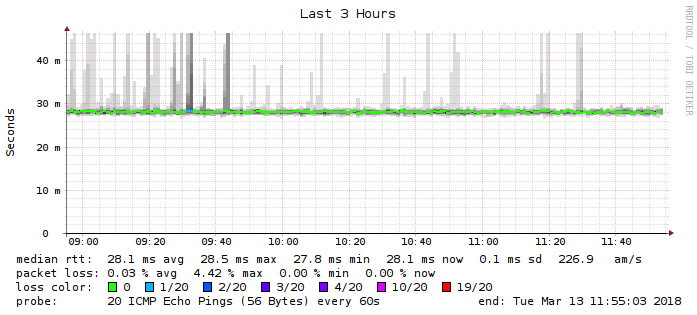 Last 3 Hours
RRDTOOL / TOBI OETIKER
Seconds
40 m
30 m
20 m
10 m
0
09:00 09:20 09:40 10:00 10:20 10:40 11:00 11:20 11:40
median rtt: 28.1 ms avg 28.5 ms max 27.8 ms min 28.1 ms now 0.1 ms sd 226.9 am/s
packet loss: 0.03 % avg 4.42 % max 0.00 % min 0.00 % now
loss color: 0 1/20 2/20 3/20 4/20 10/20 19/20
probe: 20 ICMP Echo Pings (56 Bytes) every 60s end: Tue Mar 13 11:55:03 2018